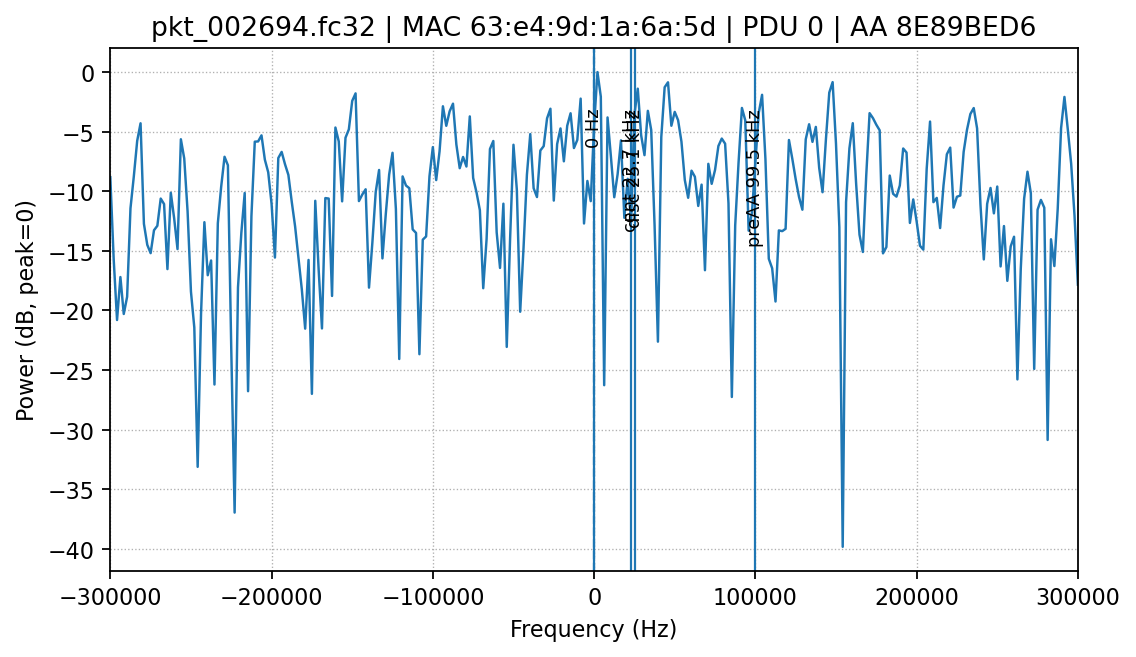 pkt_002694.fc32 | MAC 63:e4:9d:1a:6a:5d | PDU 0 | AA 8E89BED6
0
−5
−10
−15
−20
−25
−30
−35
−40
Power (dB, peak=0)
0 Hz
kHz
preAA 99.5 kHz
−300000
−200000
−100000
0
100000
200000
300000
Frequency (Hz)